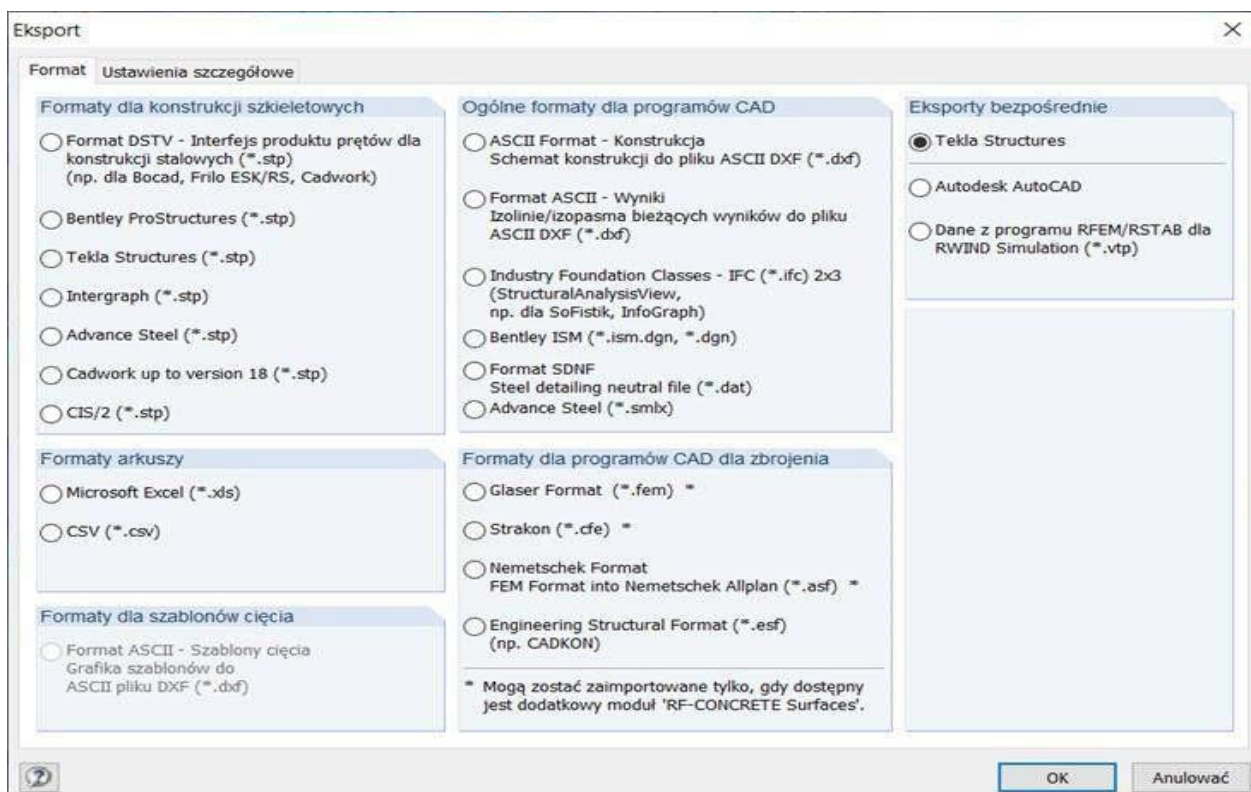 Eksport
Format
Ustawienia szczegółowe
Formaty dla konstrukcji szkieletowych
Format DSTV - Interfejs produktu prętów dla
konstrukcji stalowych (*.stp)
(np. dla Bocad, Frilo ESK/RS, Cadwork)
Bentley ProStructures (*.stp)
Tekla Structures (*.stp)
Intergraph (*.stp)
Advance Steel (*.stp)
Cadwork up to version 18 (*.stp)
CIS/2 (*.stp)
Formaty arkuszy
Microsoft Excel (*.xls)
CSV (*.csv)
Formaty dla szablonów cięcia
Format ASCII - Szablony cięcia
Grafika szablonów do
ASCII pliku DXF (*.dxf)
Ogólne formaty dla programów CAD
ASCII Format - Konstrukcja
Schemat konstrukcji do pliku ASCII DXF (*.dxf)
Format ASCII - Wyniki
Izolinie/izopasma bieżących wyników do pliku
ASCII DXF (*.dxf)
Industry Foundation Classes - IFC (*.ifc) 2x3
(StructuralAnalysisView,
np. dla SoFistik, InfoGraph)
Bentley ISM (*.ism.dgn, *.dgn)
Format SDNF
Steel detailing neutral file (*.dat)
Advance Steel (*.smlx)
Formaty dla programów CAD dla zbrojenia
Glaser Format (*.fem) *
Strakon (*.cfe) *
Nemetschek Format
FEM Format into Nemetschek Allplan (*.asf) *
Engineering Structural Format (*.esf)
(np. CADKON)
* Mogą zostać zaimportowane tylko, gdy dostępny
jest dodatkowy moduł 'RF-CONCRETE Surfaces'.
Eksporty bezpośrednie
Tekla Structures
Autodesk AutoCAD
Dane z programu RFEM/RSTAB dla
RWIND Simulation (*.vtp)
OK
Anulować